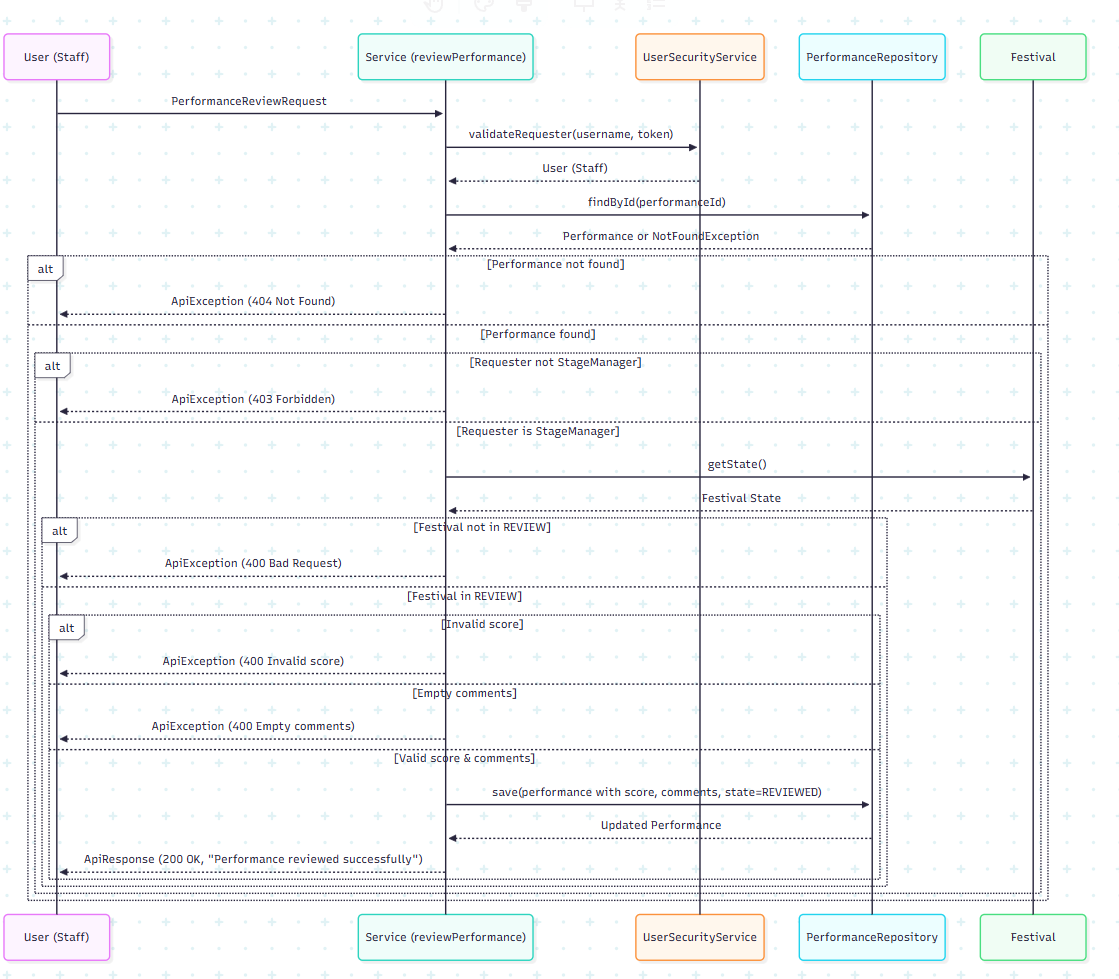 User (Staff)
Service (reviewPerformance)
UserSecurityService
PerformanceRepository
Festival
PerformanceReviewRequest
validateRequester(username, token)
User (Staff)
findById(performanceId)
Performance or NotFoundException
alt
[Performance not found]
ApiException (404 Not Found)
[Performance found]
alt
[Requester not StageManager]
ApiException (403 Forbidden)
[Requester is StageManager]
getState()
Festival State
alt
[Festival not in REVIEW]
ApiException (400 Bad Request)
[Festival in REVIEW]
alt
[Invalid score]
ApiException (400 Invalid score)
[Empty comments]
ApiException (400 Empty comments)
[Valid score & comments]
save(performance with score, comments, state=REVIEWED)
Updated Performance
ApiResponse (200 OK, "Performance reviewed successfully")
User (Staff)
Service (reviewPerformance)
UserSecurityService
PerformanceRepository
Festival